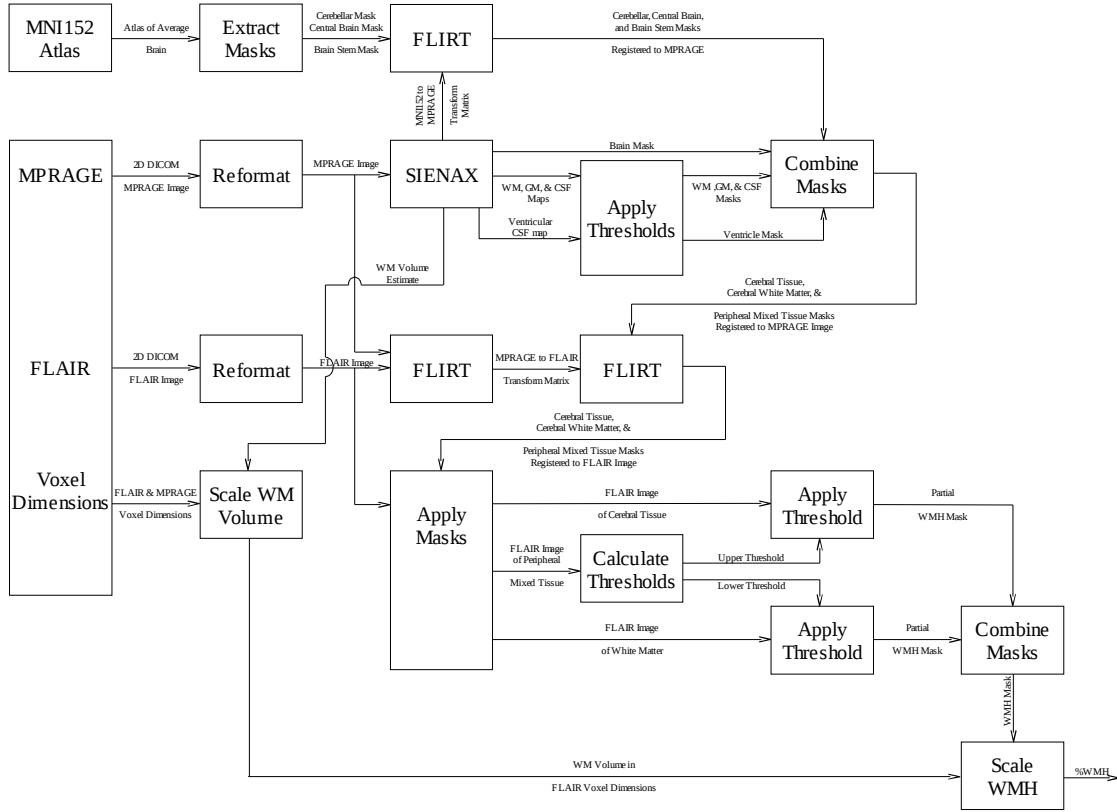 MNI152
Atlas
Atlas of Average
Brain
Extract
Masks
Cerebellar Mask
Central Brain Mask
Brain Stem Mask
FLIRT
Cerebellar, Central Brain,
and Brain Stem Masks
Registered to MPRAGE
MNI152 to
MPRAGE
Transform
Matrix
MPRAGE
2D DICOM
MPRAGE Image
Reformat
MPRAGE Image
SIENAX
Brain Mask
WM, GM, & CSF
Maps
Ventricular
CSF map
Apply
Thresholds
WM ,GM, & CSF
Masks
Ventricle Mask
Combine
Masks
WM Volume
Estimate
Cerebral Tissue,
Cerebral White Matter, &
Peripheral Mixed Tissue Masks
Registered to MPRAGE Image
FLAIR
2D DICOM
FLAIR Image
Reformat
FLAIR Image
FLIRT
MPRAGE to FLAIR
Transform Matrix
FLIRT
Cerebral Tissue,
Cerebral White Matter, &
Peripheral Mixed Tissue Masks
Registered to FLAIR Image
Voxel
Dimensions
FLAIR & MPRAGE
Voxel Dimensions
Scale WM
Volume
Apply
Masks
FLAIR Image
of Cerebral Tissue
Apply
Threshold
Partial
WMH Mask
FLAIR Image
of Peripheral
Mixed Tissue
Calculate
Thresholds
Upper Threshold
Lower Threshold
FLAIR Image
of White Matter
Apply
Threshold
Partial
WMH Mask
Combine
Masks
WMH Mask
WM Volume in
FLAIR Voxel Dimensions
Scale
WMH
%WMH